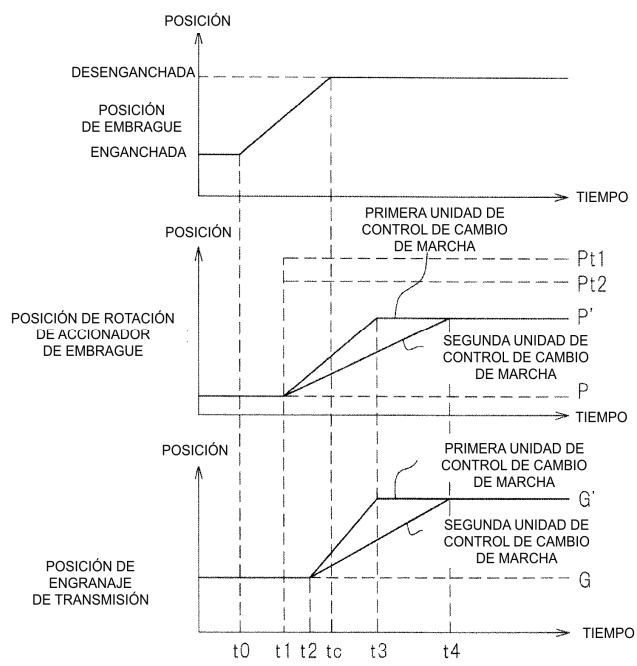 POSICIÓN
DESENGANCHADA
POSICIÓN
DE EMBRAGUE
ENGANCHADA
TIEMPO
POSICIÓN
PRIMERA UNIDAD DE
CONTROL DE CAMBIO
DE MARCHA
Pt1
Pt2
POSICIÓN DE ROTACIÓN
DE ACCIONADOR
DE EMBRAGUE
P'
SEGUNDA UNIDAD DE
CONTROL DE CAMBIO
DE MARCHA
P
TIEMPO
POSICIÓN
PRIMERA UNIDAD DE
CONTROL DE CAMBIO
DE MARCHA
G'
SEGUNDA UNIDAD DE
CONTROL DE CAMBIO
DE MARCHA
POSICIÓN DE
ENGRANAJE
DE TRANSMISIÓN
G
TIEMPO
t0 t1 t2 tc t3 t4